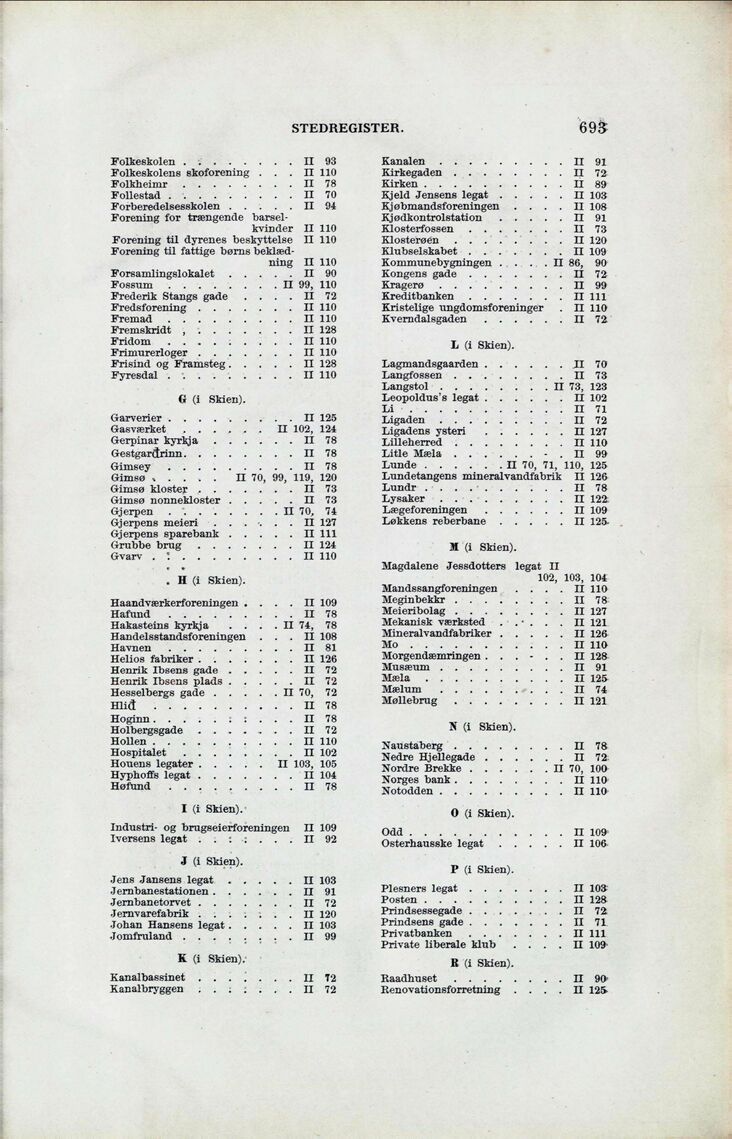 STEDREGISTER. 693
Folkeskolen . . . . . . . . II 93
Folkeskolens skoforening . . . II 110
Folkheimr . . . . . . . II 78
Follestad . . . . . . . . II 70
Forberedelsesskolen . . . . . II 94
Forening for trængende barsel-
kvinder II 110
Forening til dyrenes beskyttelse II 110
Forening til fattige børns beklæd-
ning II 110
Forsamlingslokalet . . . . . II 90
Fossum . . . . . . . II 99, 110
Frederik Stangs gade . . . . II 72
Fredsforening . . . . . . . II 110
Fremad . . . . . . . . II 110
Fremskridt , . . . . . . . II 128
Fridom . . . . . . . . . II 110
Frimurerloger . . . . . . . II 110
Frisind og Framsteg . . . . . II 128
Fyresdal . . . . . . . . II 110
G (i Skien).
Garverier . . . . . . . . . II 125
Gasværket . . . . . . II 102, 124
Gerpinar kyrkja . . . . . . II 78
Gestgarđrinn . . . . . . . II 78
Gimsey . . . . . . . . II 78
Gimsø . . . . . II 70, 99, 119, 120
Gimsø kloster . . . . . . . II 73
Gimsø nonnekloster . . . . . II 73
Gjerpen . . . . . . . II 70, 74
Gjerpens meieri . . . . . . II 127
Gjerpens sparebank . . . . . II 111
Grubbe brug . . . . . . . II 124
Gvarv . . . . . . . . . II 110
H (i Skien).
Haandværkerforeningen . . . . II 109
Hafund . . . . . . . . II 78
Hakasteins kyrkja . . . . II 74, 78
Handelsstandsforeningen . . . II 108
Havnen . . . . . . . . II 81
Helios fabriker . . . . . . . II 126
Henrik Ibsens gade . . . . . II 72
Henrik Ibsens plads . . . . . II 72
Hesselbergs gade . . . . . II 70, 72
Hliđ . . . . . . . . . II 78
Hoginn . . . . . . . . . II 78
Holbergsgade . . . . . . . II 72
Hollen . . . . . . . . . II 110
Hospitalet . . . . . . . . II 102
Houens legater . . . . . II 103, 105
Hyphoffs legat . . . . . . . II 104
Høfund . . . . . . . . II 78
I (i Skien).
Industri- og brugseierforeningen II 109
Iversens legat . . . . . . . II 92
J (i Skien).
Jens Jansens legat . . . . . II 103
Jernbanestationen . . . . . . II 91
Jernbanetorvet . . . . . . . II 72
Jernvarefabrik . . . . . . . II 120
Johan Hansens legat . . . . . II 103
Jomfruland . . . . . . . . II 99
K (i Skien).
Kanalbassinet . . . . . . . II 72
Kanalbryggen . . . . . . . II 72
Kanalen . . . . . . . . . II 91
Kirkegaden . . . . . . . . II 72
Kirken . . . . . . . . . . II 89
Kjeld Jensens legat . . . . . II 103
Kjøbmandsforeningen . . . . . II 108
Kjødkontrolstation . . . . . II 91
Klosterfossen . . . . . . . II 73
Klosterøen . . . . . . . . II 120
Klubselskabet . . . . . . . II 109
Kommunebygningen . . . . II 86, 90
Kongens gade . . . . . . . II 72
Kragerø . . . . . . . . . II 99
Kreditbanken . . . . . . . II 111
Kristelige ungdomsforeninger . II 110
Kverndalsgaden . . . . . . II 72
L (i Skien).
Lagmandsgaarden . . . . . . II 70
Langfossen . . . . . . . . II 73
Langstol . . . . . . . . II 73, 123
Leopoldus's legat . . . . . . II 102
Li . . . . . . . . . . . II 71
Ligaden . . . . . . . . . II 72
Ligadens ysteri . . . . . . II 127
Lilleherred . . . . . . . . II 110
Litle Mæla . . . . . . . . II 99
Lunde . . . . . . II 70, 71, 110, 125
Lundetangens mineralvandfabrik II 126
Lundr . . . . . . . . . . II 78
Lysaker . . . . . . . . . II 122
Lægeforeningen . . . . . . II 109
Løkkens reberbane . . . . . II 125
M (i Skien).
Magdalene Jessdotters legat II
102, 103, 104
Mandssangforeningen . . . . II 110
Meginbekkr . . . . . . . . II 78
Meieribolag . . . . . . . . II 127
Mekanisk værksted . . . . . II 121
Mineralvandfabriker . . . . . II 126
Mo . . . . . . . . . . . II 110
Morgendæmringen . . . . . . II 128
Musæum . . . . . . . . . II 91
Mæla . . . . . . . . . . II 125
Mælum . . . . . . . . . II 74
Møllebrug . . . . . . . . II 121
N (i Skien).
Naustaberg . . . . . . . . II 78
Nedre Hjellegade . . . . . . II 72
Nordre Brekke . . . . . . II 70, 100
Norges bank . . . . . . . . II 110
Notodden . . . . . . . . . II 110
O (i Skien).
Odd . . . . . . . . . . . II 109
Osterhausske legat . . . . . II 106
P (i Skien).
Plesners legat . . . . . . . II 103
Posten . . . . . . . . . . II 128
Prindsessegade . . . . . . . II 72
Prindsens gade . . . . . . . II 71
Privatbanken . . . . . . . II 111
Private liberale klub . . . . II 109
R (i Skien).
Raadhuset . . . . . . . . II 90
Renovationsforretning . . . . II 125